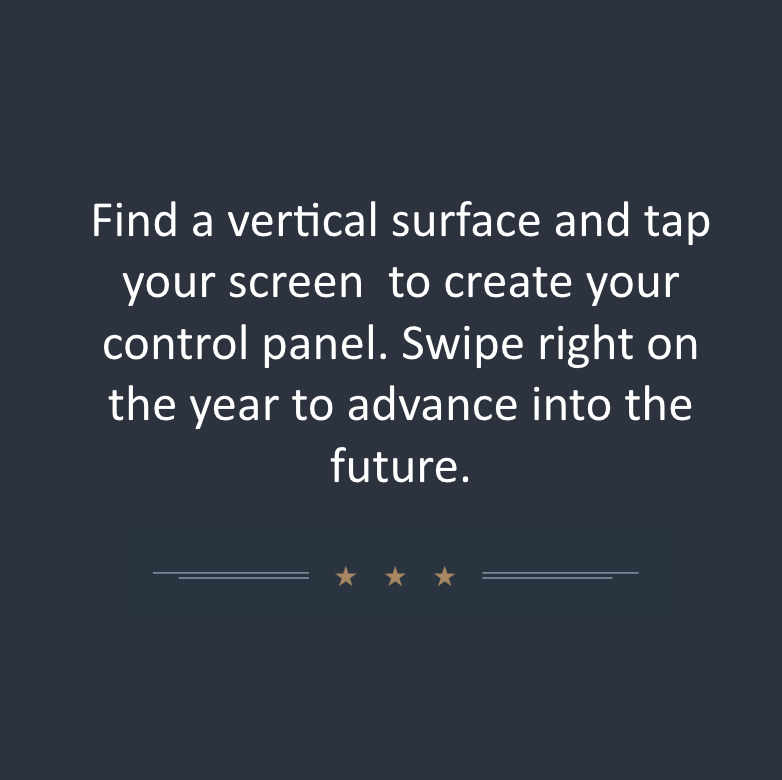 Find a vertical surface and tap
your screen  to create your
control panel. Swipe right on
the year to advance into the
future.